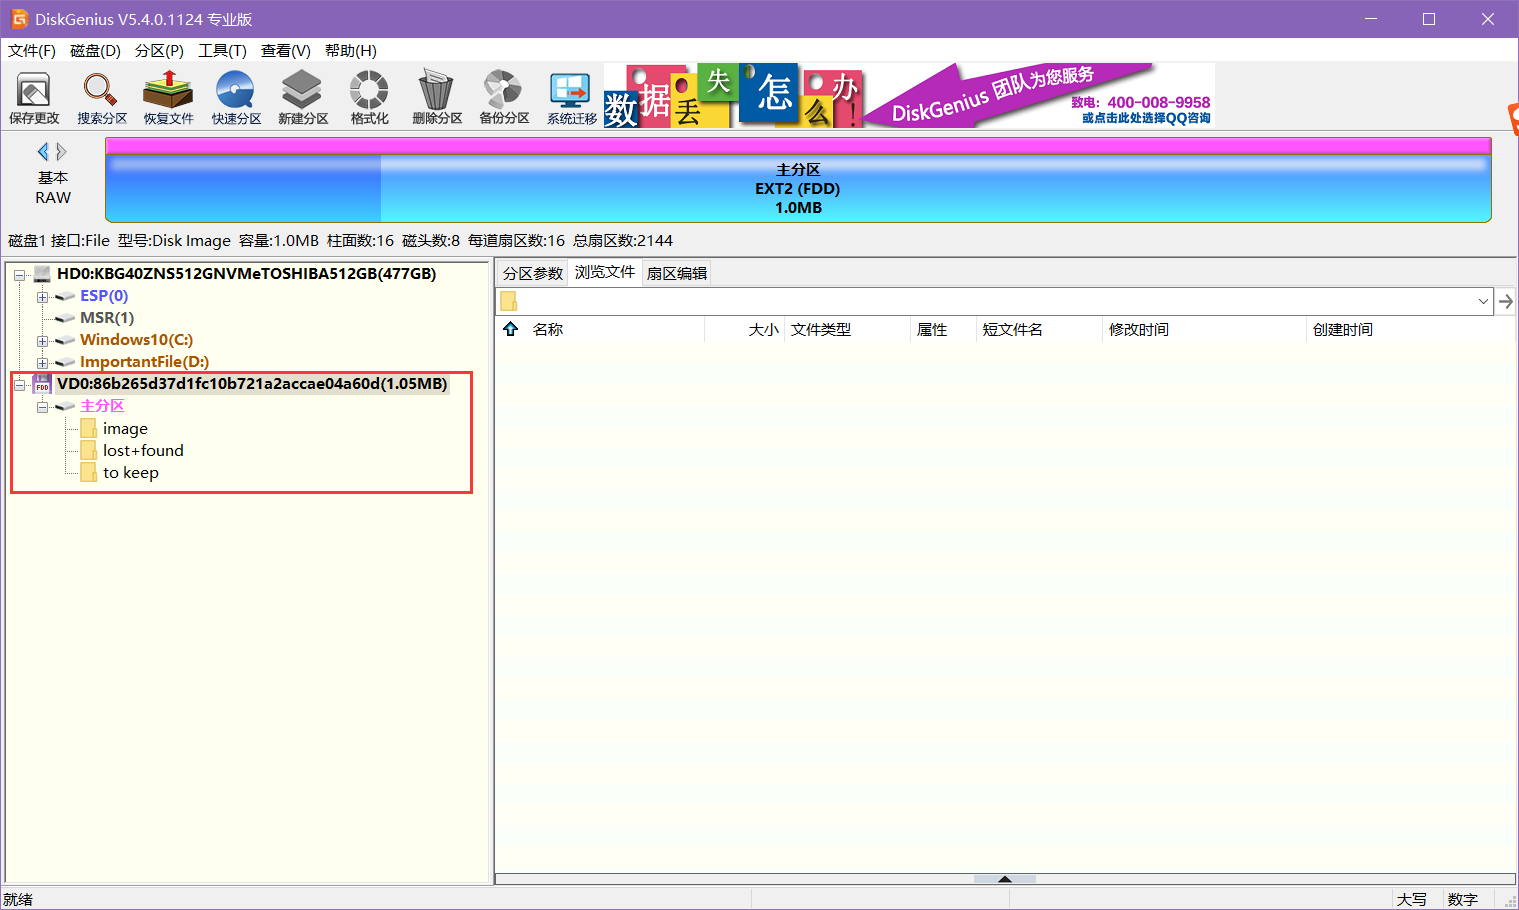 DiskGenius V5.4.0.1124 专业版
文件(F) 磁盘(D) 分区(P) 工具(T) 查看(V) 帮助(H)
保存更改 搜索分区 恢复文件 快速分区 新建分区 格式化 删除分区 备份分区 系统迁移
数据丢失怎么办!
DiskGenius 团队为您服务
致电：400-008-9958
或点击此处选择QQ咨询
基本
RAW
主分区
EXT2 (FDD)
1.0MB
磁盘1 接口:File 型号:Disk Image 容量:1.0MB 柱面数:16 磁头数:8 每道扇区数:16 总扇区数:2144
HD0:KBG40ZNS512GNVMeTOSHIBA512GB(477GB)
ESP(0)
MSR(1)
Windows10(C:)
ImportantFile(D:)
FDD VD0:86b265d37d1fc10b721a2accae04a60d(1.05MB)
主分区
image
lost+found
to keep
分区参数 浏览文件 扇区编辑
名称 大小 文件类型 属性 短文件名 修改时间 创建时间
就绪 大写 数字